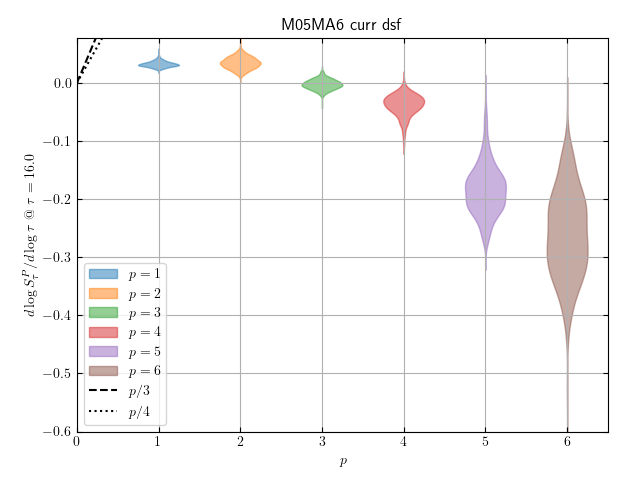 M05MA6 curr dsf
d log S_τ^P / d log τ @ τ = 16.0
0.0
−0.1
−0.2
−0.3
−0.4
−0.5
−0.6
p = 1
p = 2
p = 3
p = 4
p = 5
p = 6
p/3
p/4
0 1 2 3 4 5 6
p